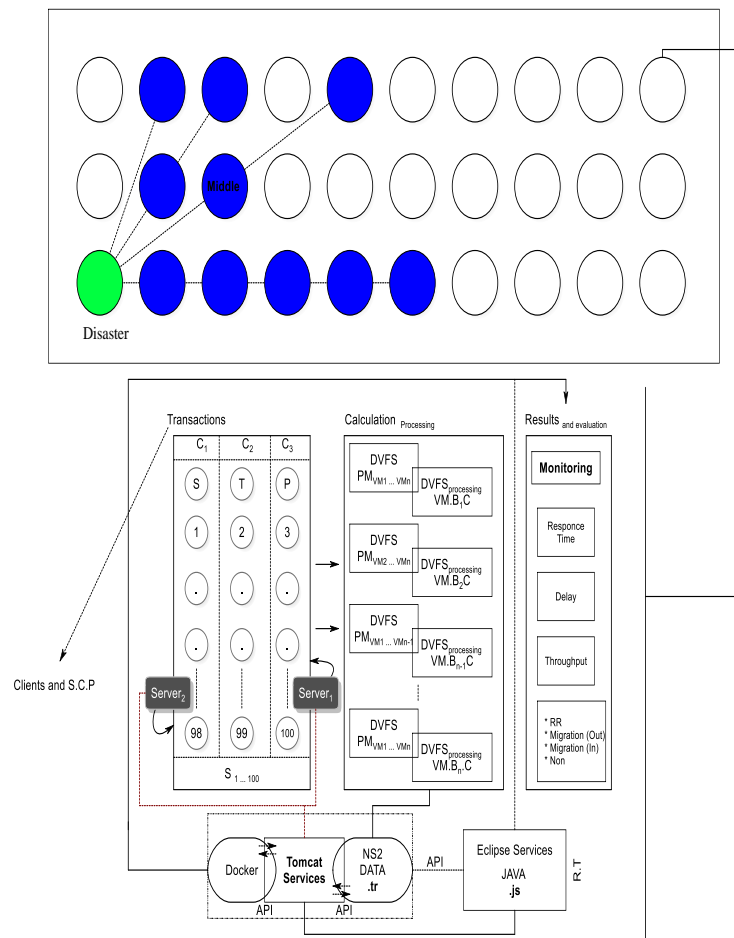 Middle
Disaster
Transactions
C1 C2 C3
S T P
1 2 3
. . .
. . .
Server2 Server1
98 99 100
S 1 ... 100
Clients and S.C.P
Calculation Processing
DVFS
PMVM1 ... VMn
DVFSprocessing
VM.B1C
DVFS
PMVM2 ... VMn
DVFSprocessing
VM.B2C
DVFS
PMVM1 ... VMn-1
DVFSprocessing
VM.Bn-1C
DVFS
PMVM1 ... VMn
DVFSprocessing
VM.Bn.C
Results and evaluation
Monitoring
Responce
Time
Delay
Throughput
* RR
* Migration (Out)
* Migration (In)
* Non
Docker
Tomcat
Services
NS2
DATA
.tr
API
API
API
Eclipse Services
JAVA
.js
R.T